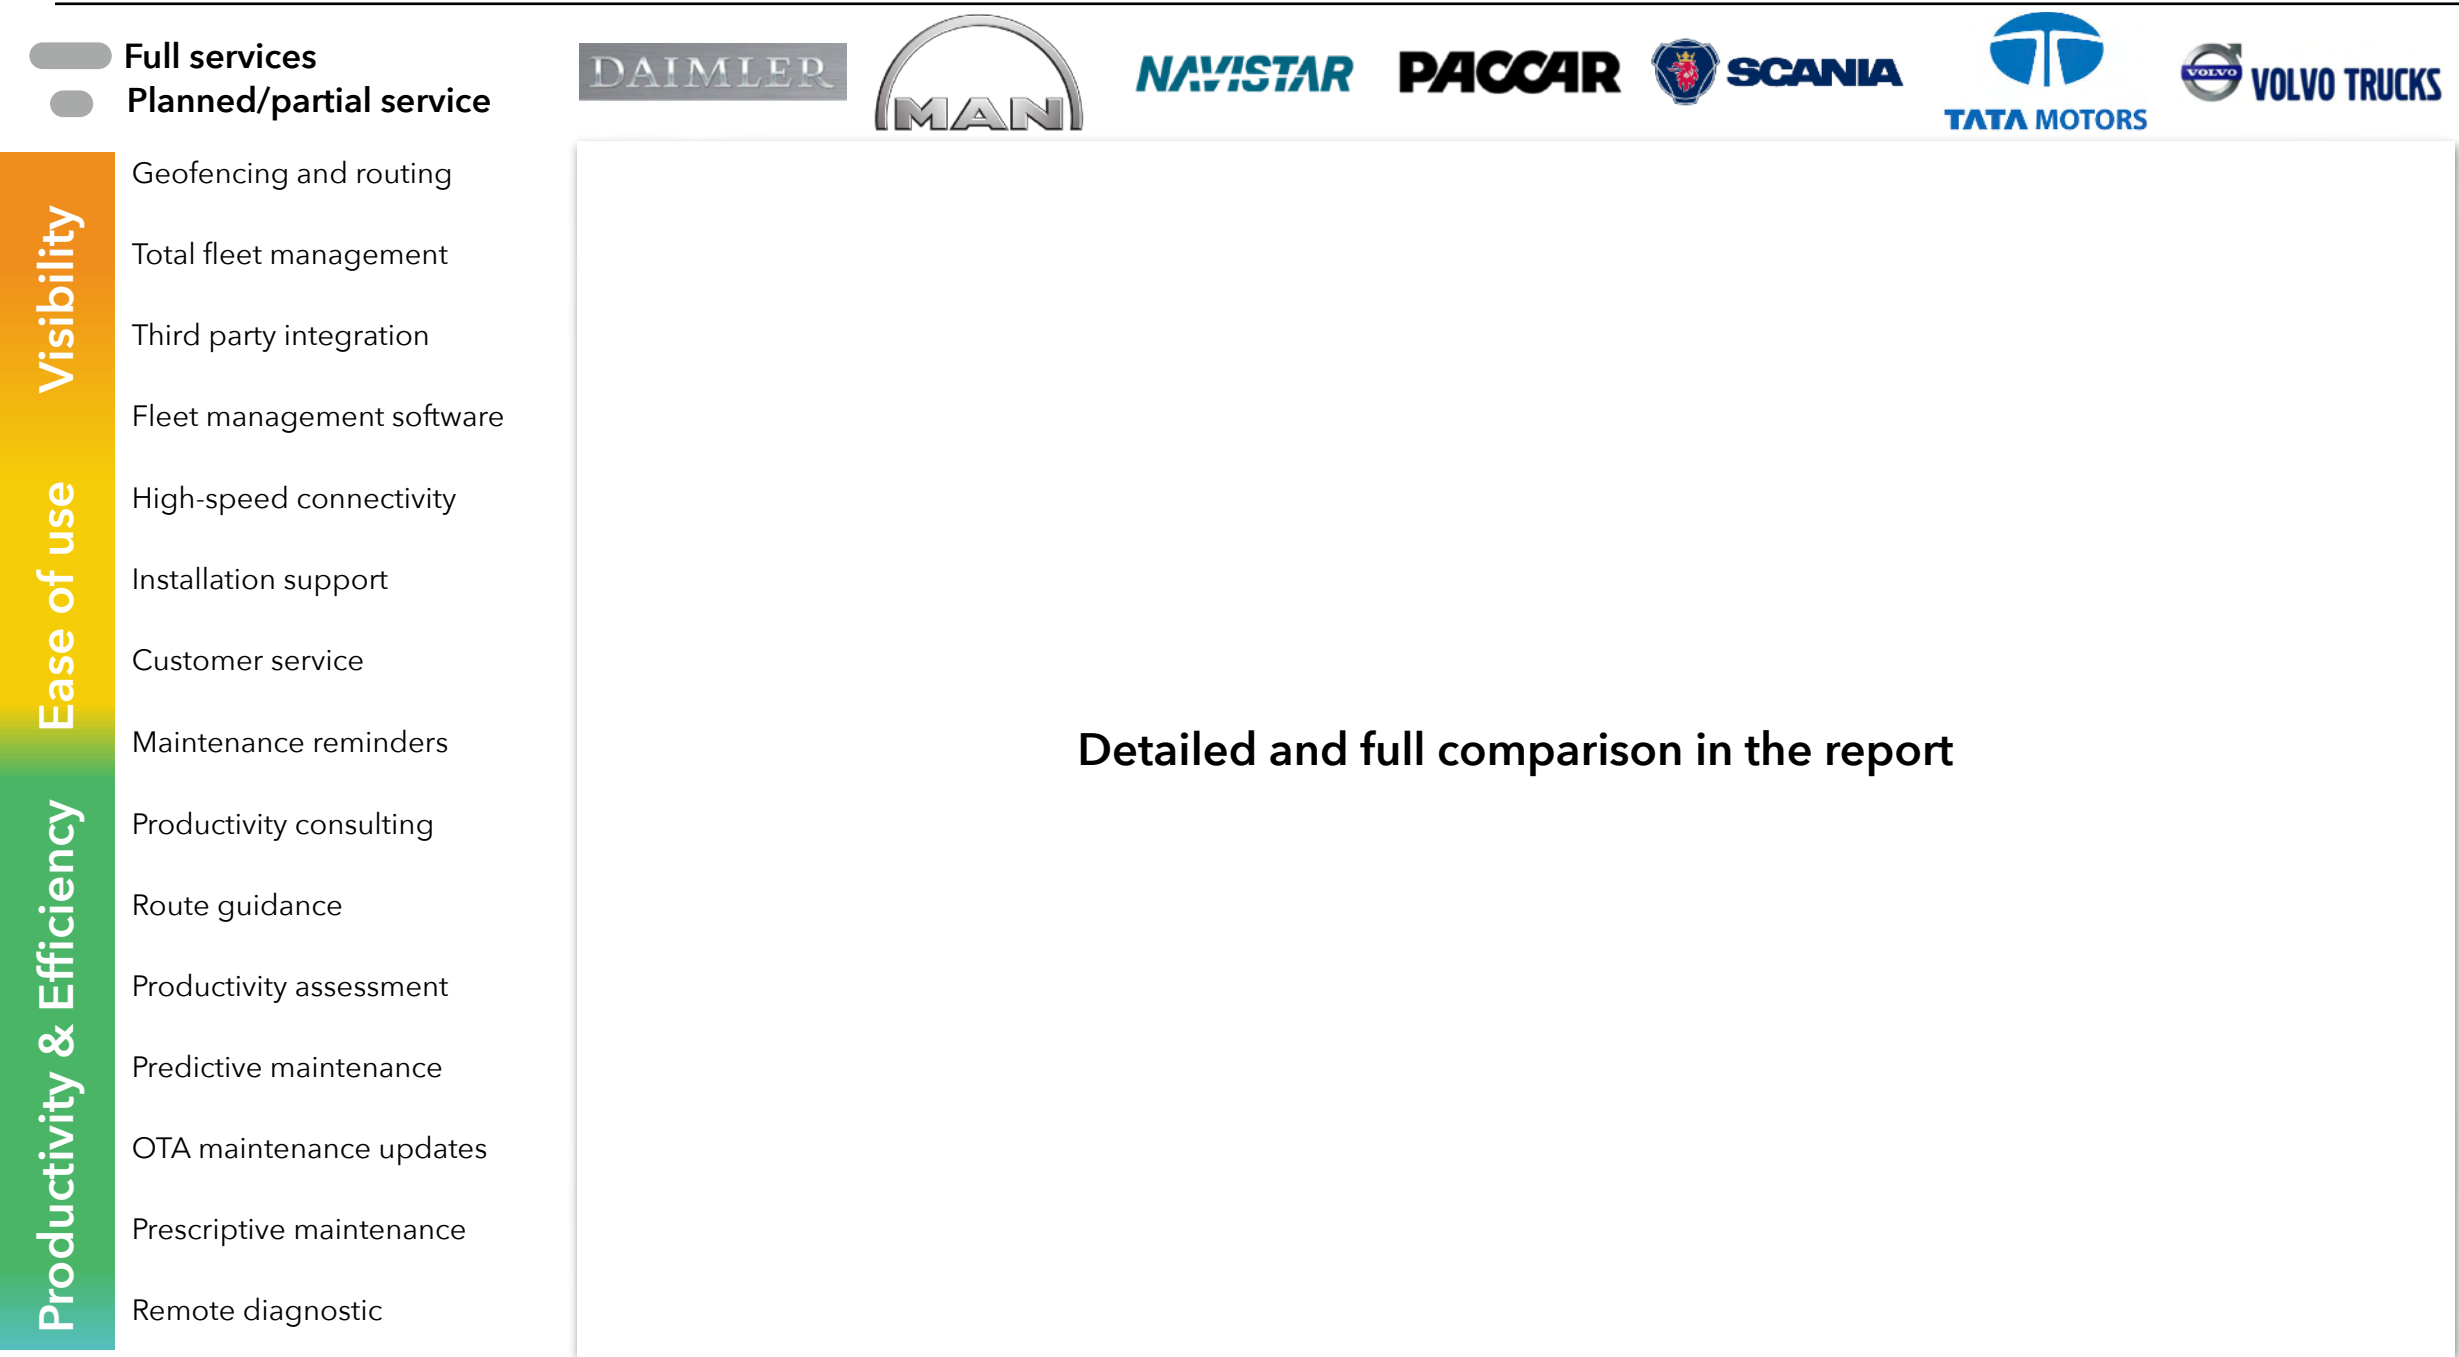 Full services
Planned/partial service
DAIMLER
MAN
NAVISTAR
PACCAR
SCANIA
TATA MOTORS
VOLVO
VOLVO TRUCKS
Visibility
Ease of use
Productivity & Efficiency
Geofencing and routing
Total fleet management
Third party integration
Fleet management software
High-speed connectivity
Installation support
Customer service
Maintenance reminders
Productivity consulting
Route guidance
Productivity assessment
Predictive maintenance
OTA maintenance updates
Prescriptive maintenance
Remote diagnostic
Detailed and full comparison in the report